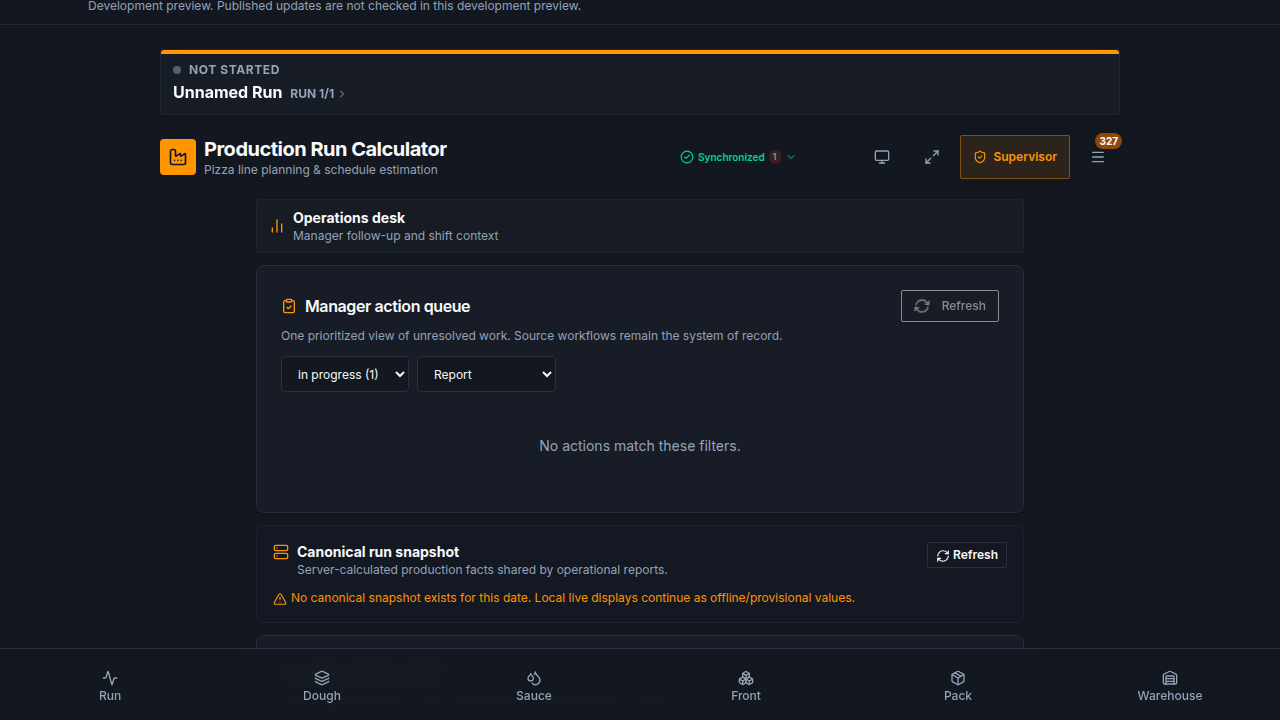 Development preview. Published updates are not checked in this development preview.
NOT STARTED
Unnamed Run RUN 1/1
Production Run Calculator
Pizza line planning & schedule estimation
Synchronized 1
Supervisor
327
Operations desk
Manager follow-up and shift context
Manager action queue
Refresh
One prioritized view of unresolved work. Source workflows remain the system of record.
in progress (1)
Report
No actions match these filters.
Canonical run snapshot
Server-calculated production facts shared by operational reports.
Refresh
No canonical snapshot exists for this date. Local live displays continue as offline/provisional values.
Run
Dough
Sauce
Front
Pack
Warehouse